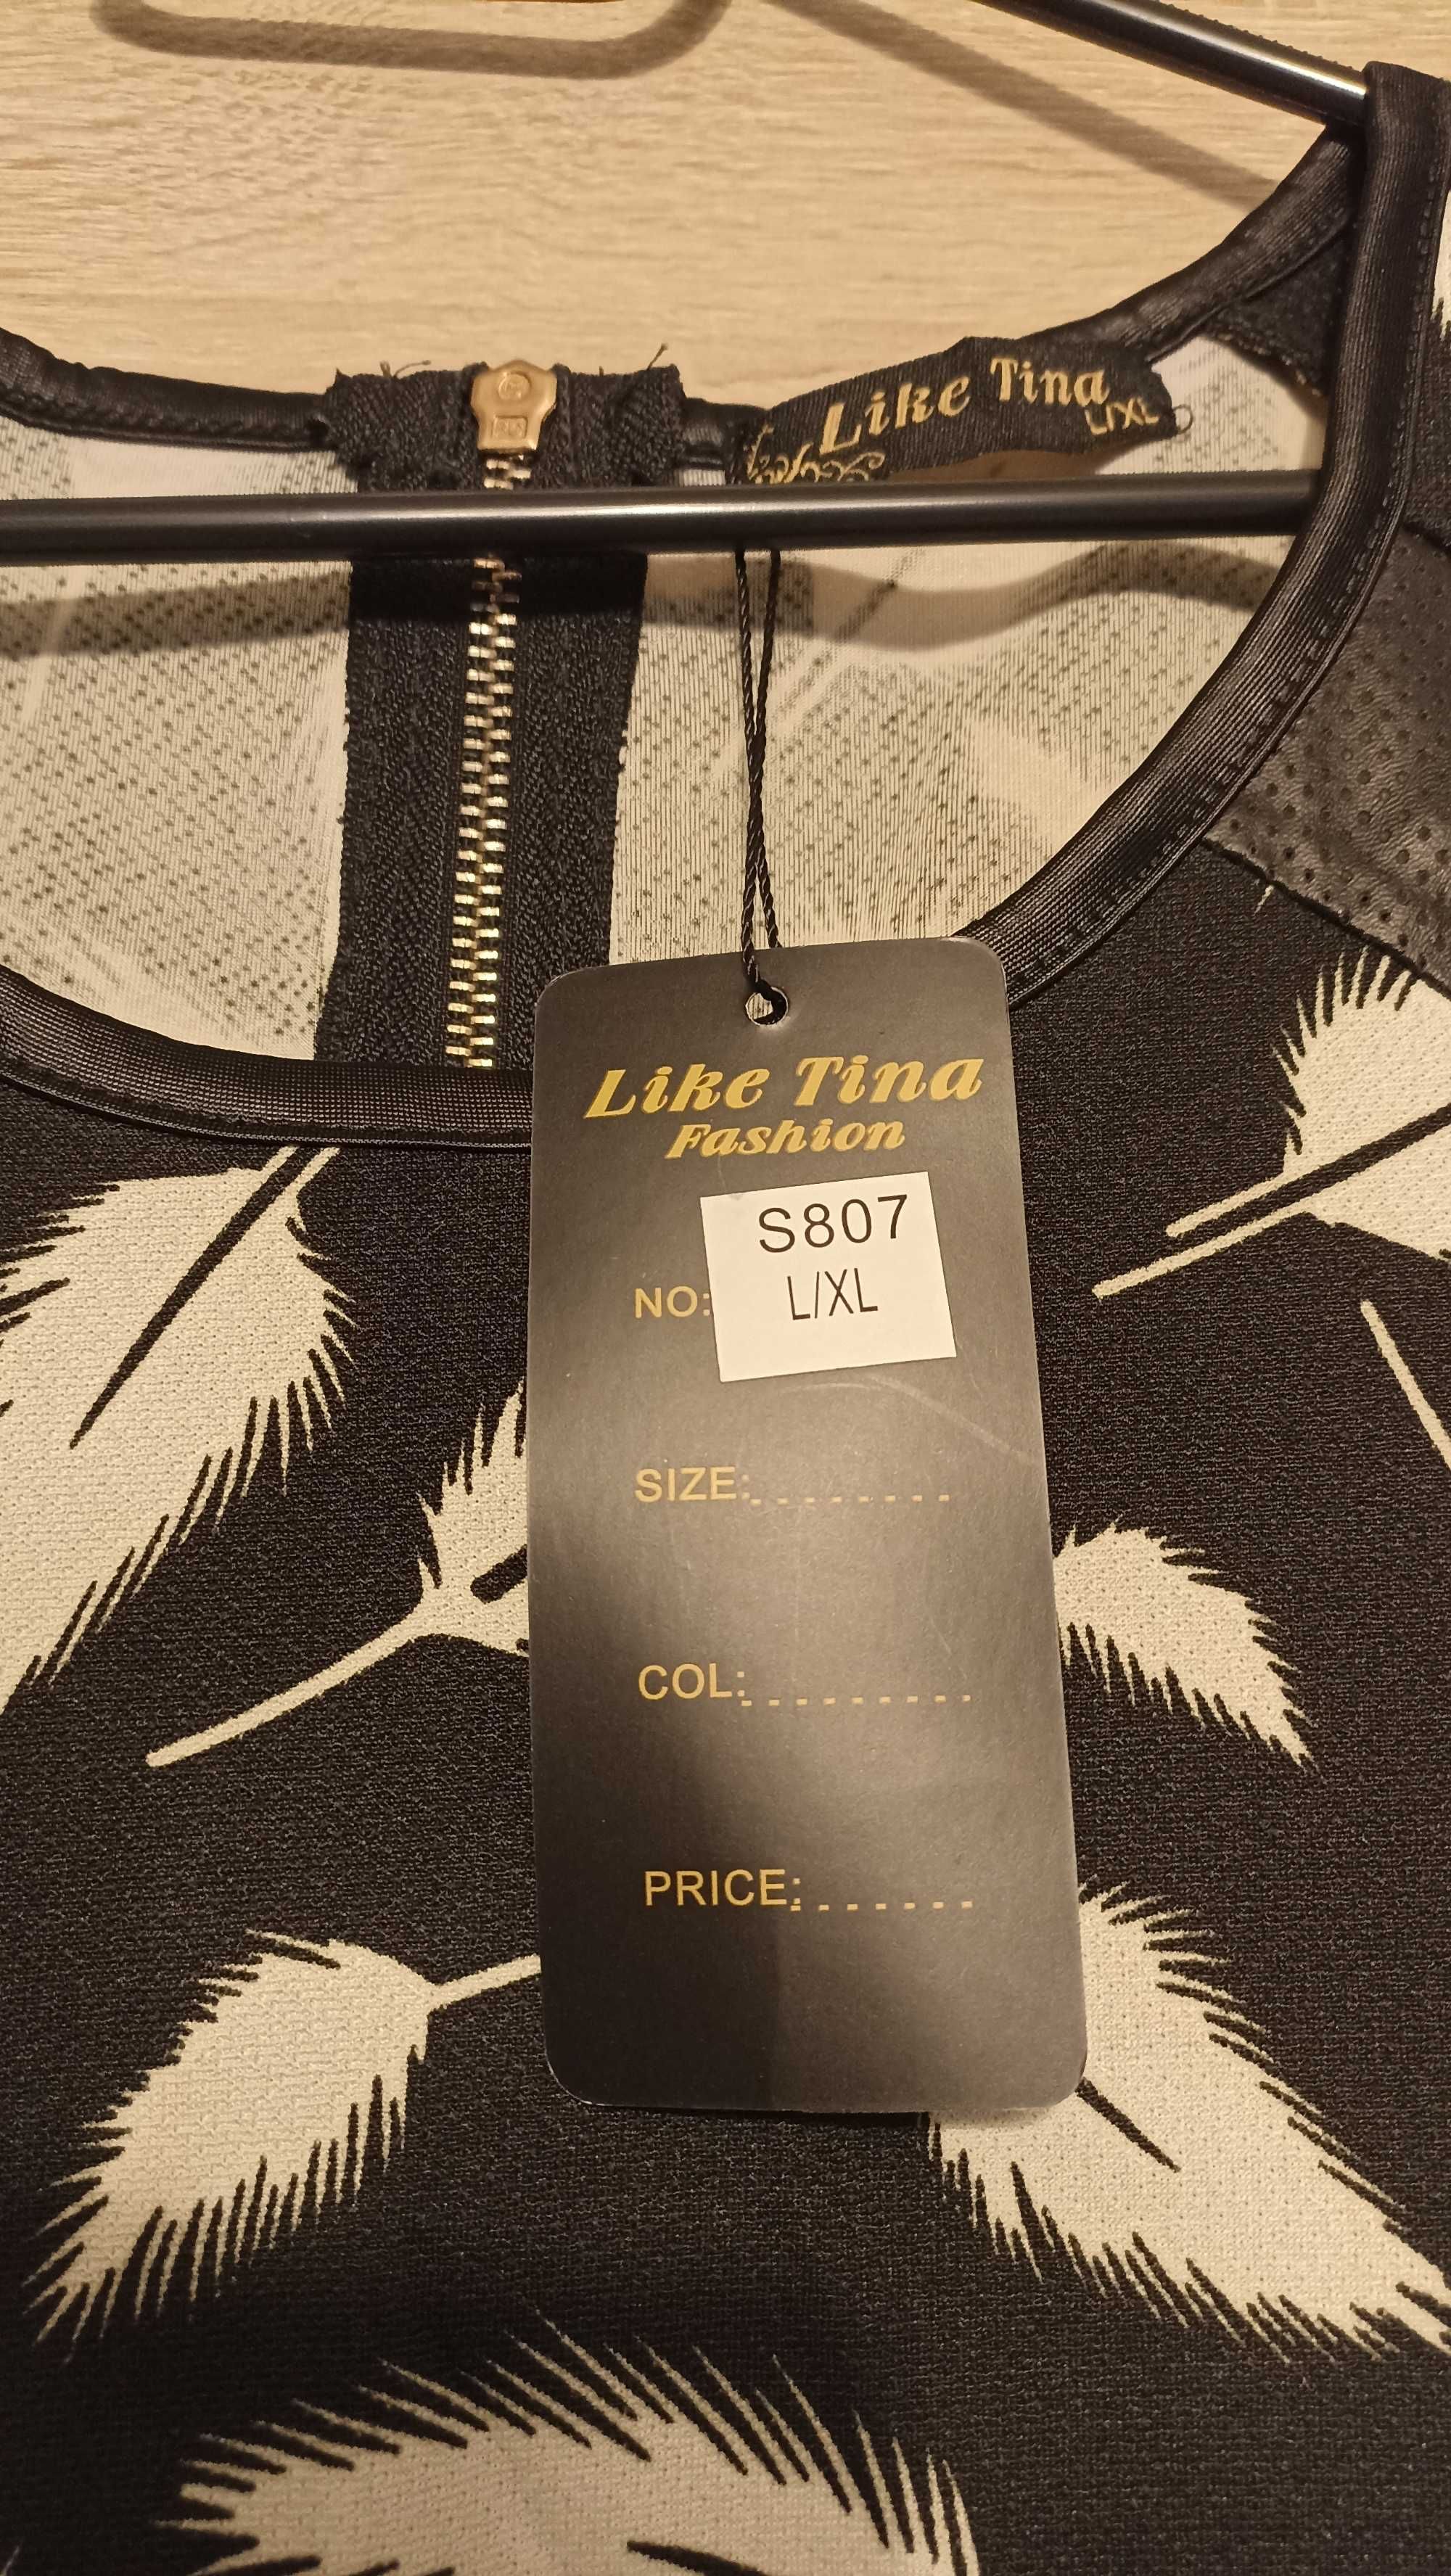 Like Tina
L/XL
Like Tina
Fashion
S807
NO: L/XL
SIZE:.........
COL:..........
PRICE:.......